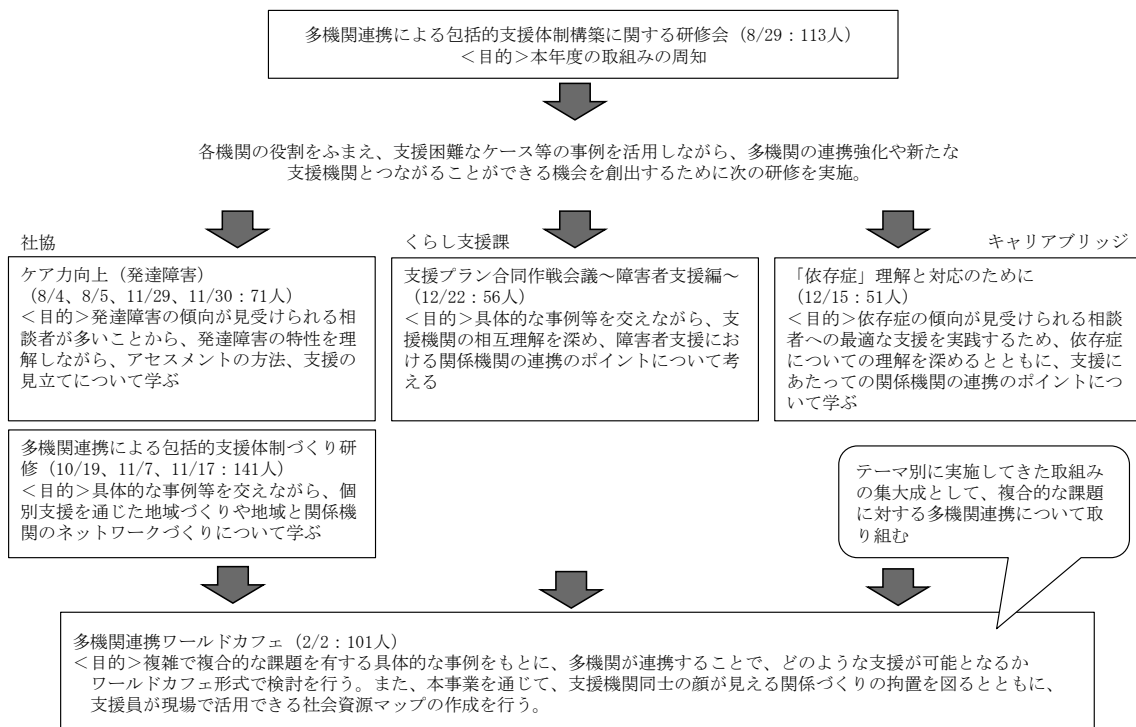 多機関連携による包括的支援体制構築に関する研修会（8/29：113人）
＜目的＞本年度の取組みの周知
各機関の役割をふまえ、支援困難なケース等の事例を活用しながら、多機関の連携強化や新たな
支援機関とつながることができる機会を創出するために次の研修を実施。
社協
ケア力向上（発達障害）
（8/4、8/5、11/29、11/30：71人）
＜目的＞発達障害の傾向が見受けられる相
談者が多いことから、発達障害の特性を理
解しながら、アセスメントの方法、支援の
見立てについて学ぶ
多機関連携による包括的支援体制づくり研
修（10/19、11/7、11/17：141人）
＜目的＞具体的な事例等を交えながら、個
別支援を通じた地域づくりや地域と関係機
関のネットワークづくりについて学ぶ
くらし支援課
支援プラン合同作戦会議～障害者支援編～
（12/22：56人）
＜目的＞具体的な事例等を交えながら、支
援機関の相互理解を深め、障害者支援にお
ける関係機関の連携のポイントについて考
える
キャリアブリッジ
「依存症」理解と対応のために
（12/15：51人）
＜目的＞依存症の傾向が見受けられる相談
者への最適な支援を実践するため、依存症
についての理解を深めるとともに、支援に
あたっての関係機関の連携のポイントにつ
いて学ぶ
テーマ別に実施してきた取組み
の集大成として、複合的な課題
に対する多機関連携について取
り組む
多機関連携ワールドカフェ（2/2：101人）
＜目的＞複雑で複合的な課題を有する具体的な事例をもとに、多機関が連携することで、どのような支援が可能となるか
ワールドカフェ形式で検討を行う。また、本事業を通じて、支援機関同士の顔が見える関係づくりの拘置を図るとともに、
支援員が現場で活用できる社会資源マップの作成を行う。